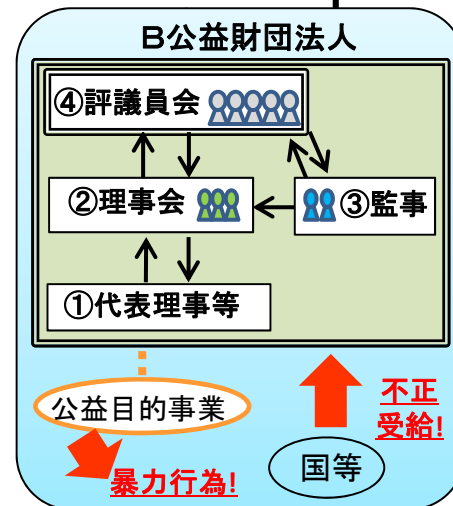 B公益財団法人
④評議員会
②理事会
③監事
①代表理事等
公益目的事業
不正
受給!
国等
暴力行為!